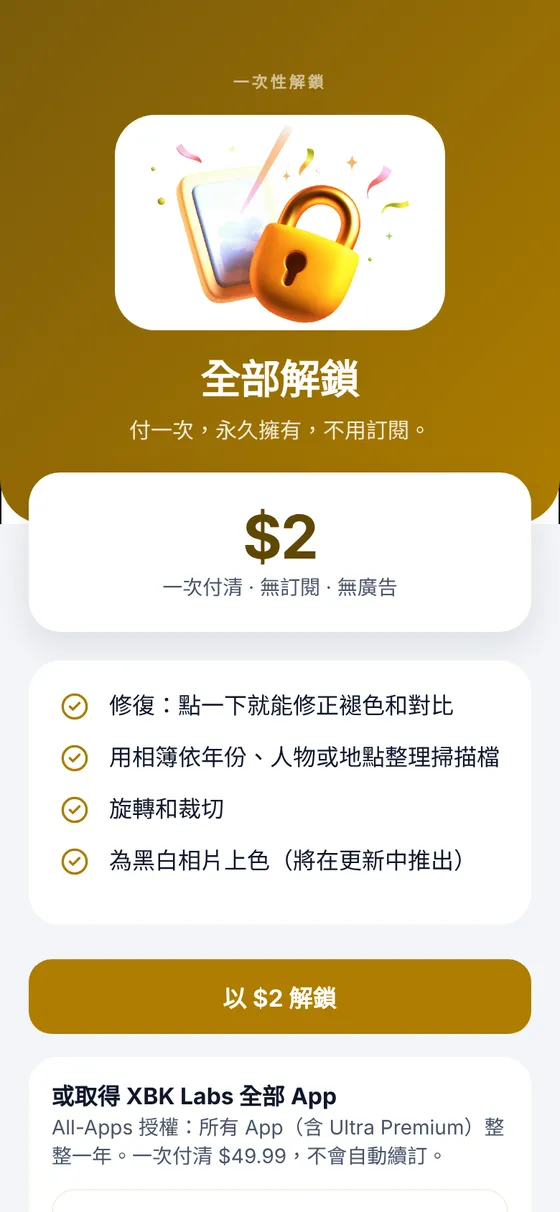 一次性解鎖
全部解鎖
付一次，永久擁有，不用訂閱。
$2
一次付清 · 無訂閱 · 無廣告
修復：點一下就能修正褪色和對比
用相簿依年份、人物或地點整理掃描檔
旋轉和裁切
為黑白相片上色（將在更新中推出）
以 $2 解鎖
或取得 XBK Labs 全部 App
All-Apps 授權：所有 App（含 Ultra Premium）整
整一年。一次付清 $49.99，不會自動續訂。